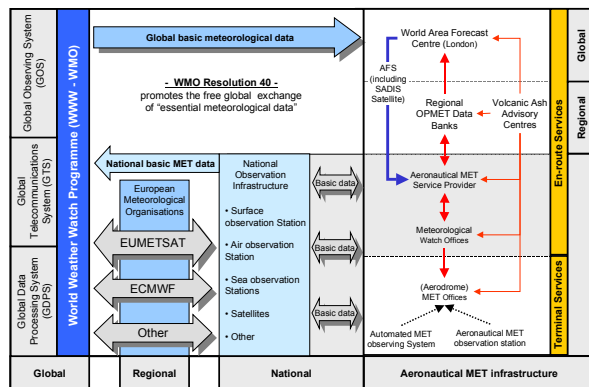 Global Observing System
(GOS)
Global
Telecommunications
System (GTS)
Global Data
Processing System
(GDPS)
World Weather Watch Programme (WWW - WMO)
Global basic meteorological data
- WMO Resolution 40 -
promotes the free global exchange
of “essential meteorological data”
National basic MET data
European
Meteorological
Organisations
EUMETSAT
ECMWF
Other
National
Observation
Infrastructure
• Surface
observation Station
• Air observation
Station
• Sea observation
Stations
• Satellites
• Other
Basic data
Basic data
Basic data
World Area Forecast
Centre (London)
AFS
(including
SADIS
Satellite)
Regional
OPMET Data
Banks
Volcanic Ash
Advisory
Centres
Aeronautical MET
Service Provider
Meteorological
Watch Offices
(Aerodrome)
MET Offices
Automated MET
observing System
Aeronautical MET
observation station
En-route Services
Terminal Services
Global
Regional
Global
Regional
National
Aeronautical MET infrastructure